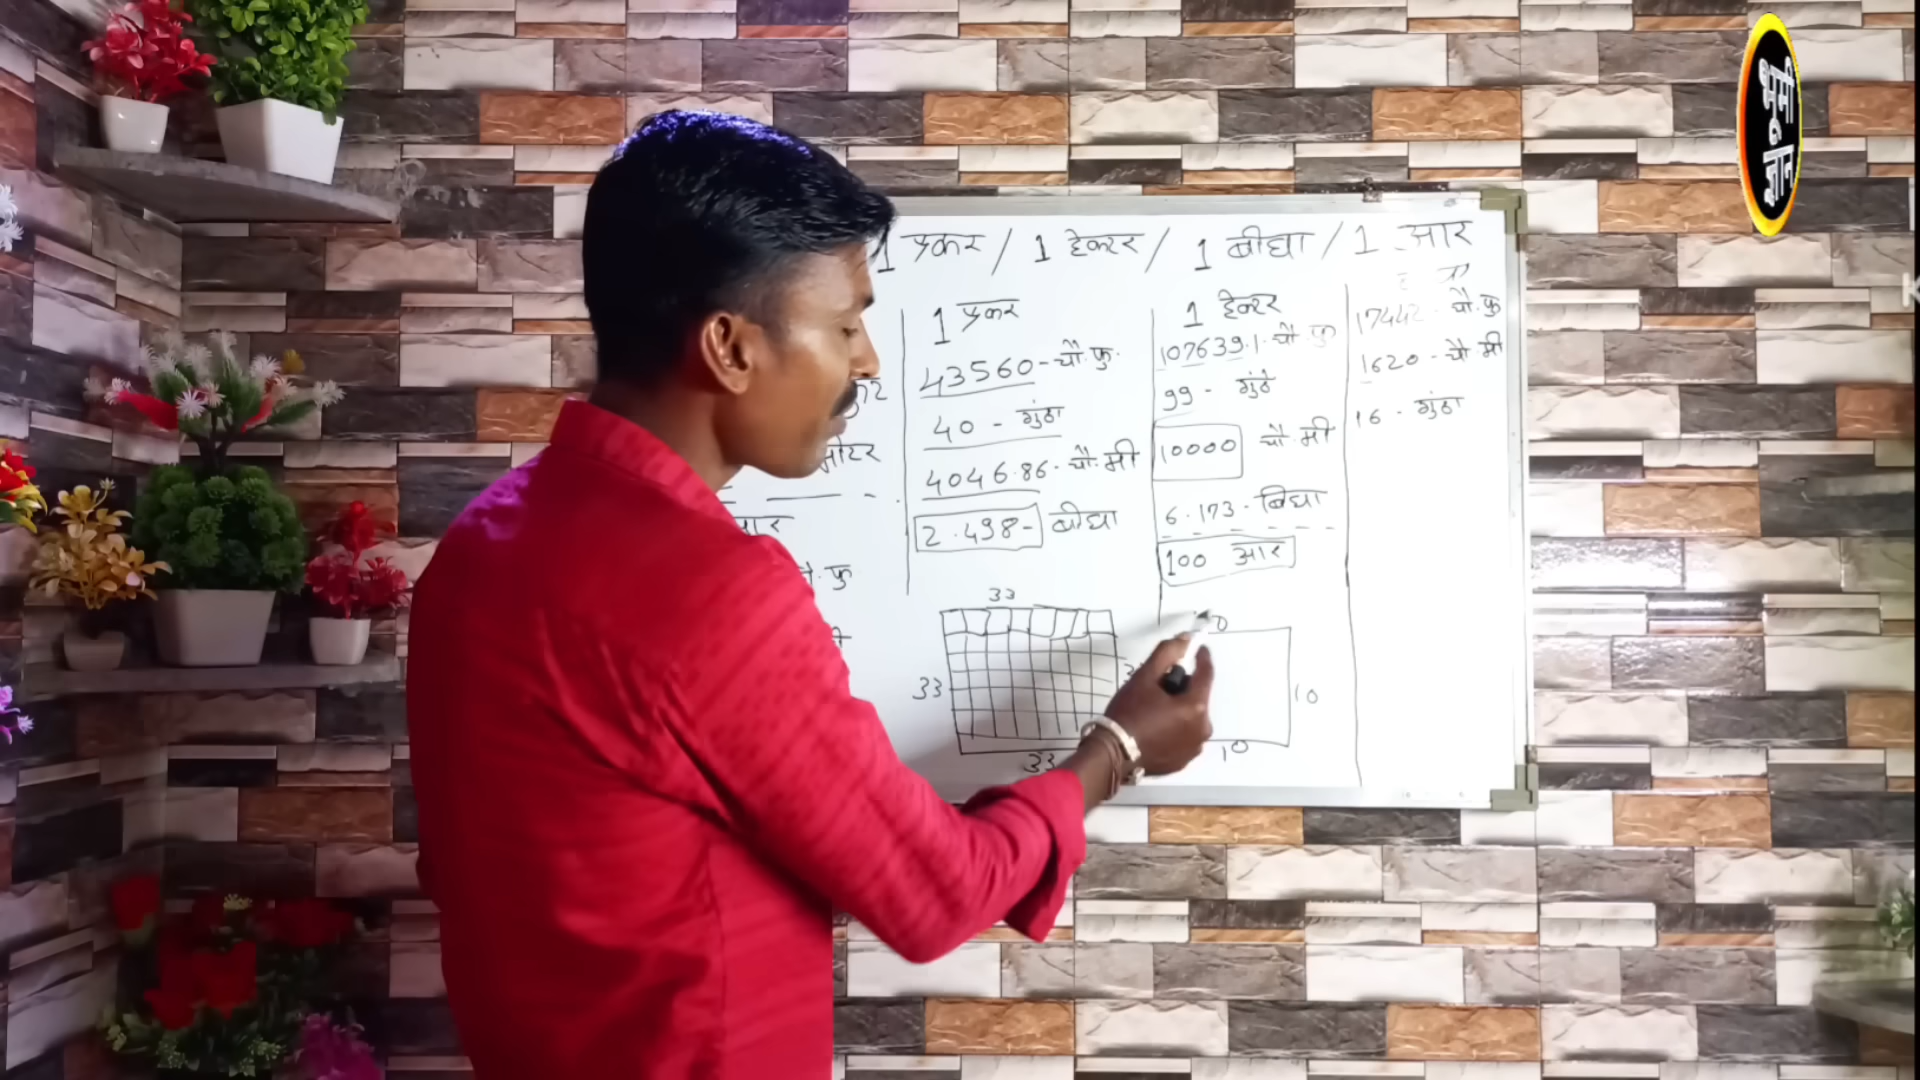 भूमी
ज्ञान
1 एकर / 1 हेक्टर / 1 बीघा / 1 आर
1 एकर
43560 - चौ.फु.
40 - गुंठा
4046.86 - चौ.मी
2.498 - बीघा
33
33
33
1 हेक्टर
107639.1 - चौ.फु
99 - गुंठे
10000 चौ.मी
6.173 - बिघा
100 आर
10
10
17442 - चौ.फु
1620 - चौ.मी
16 - गुंठा
मीटर